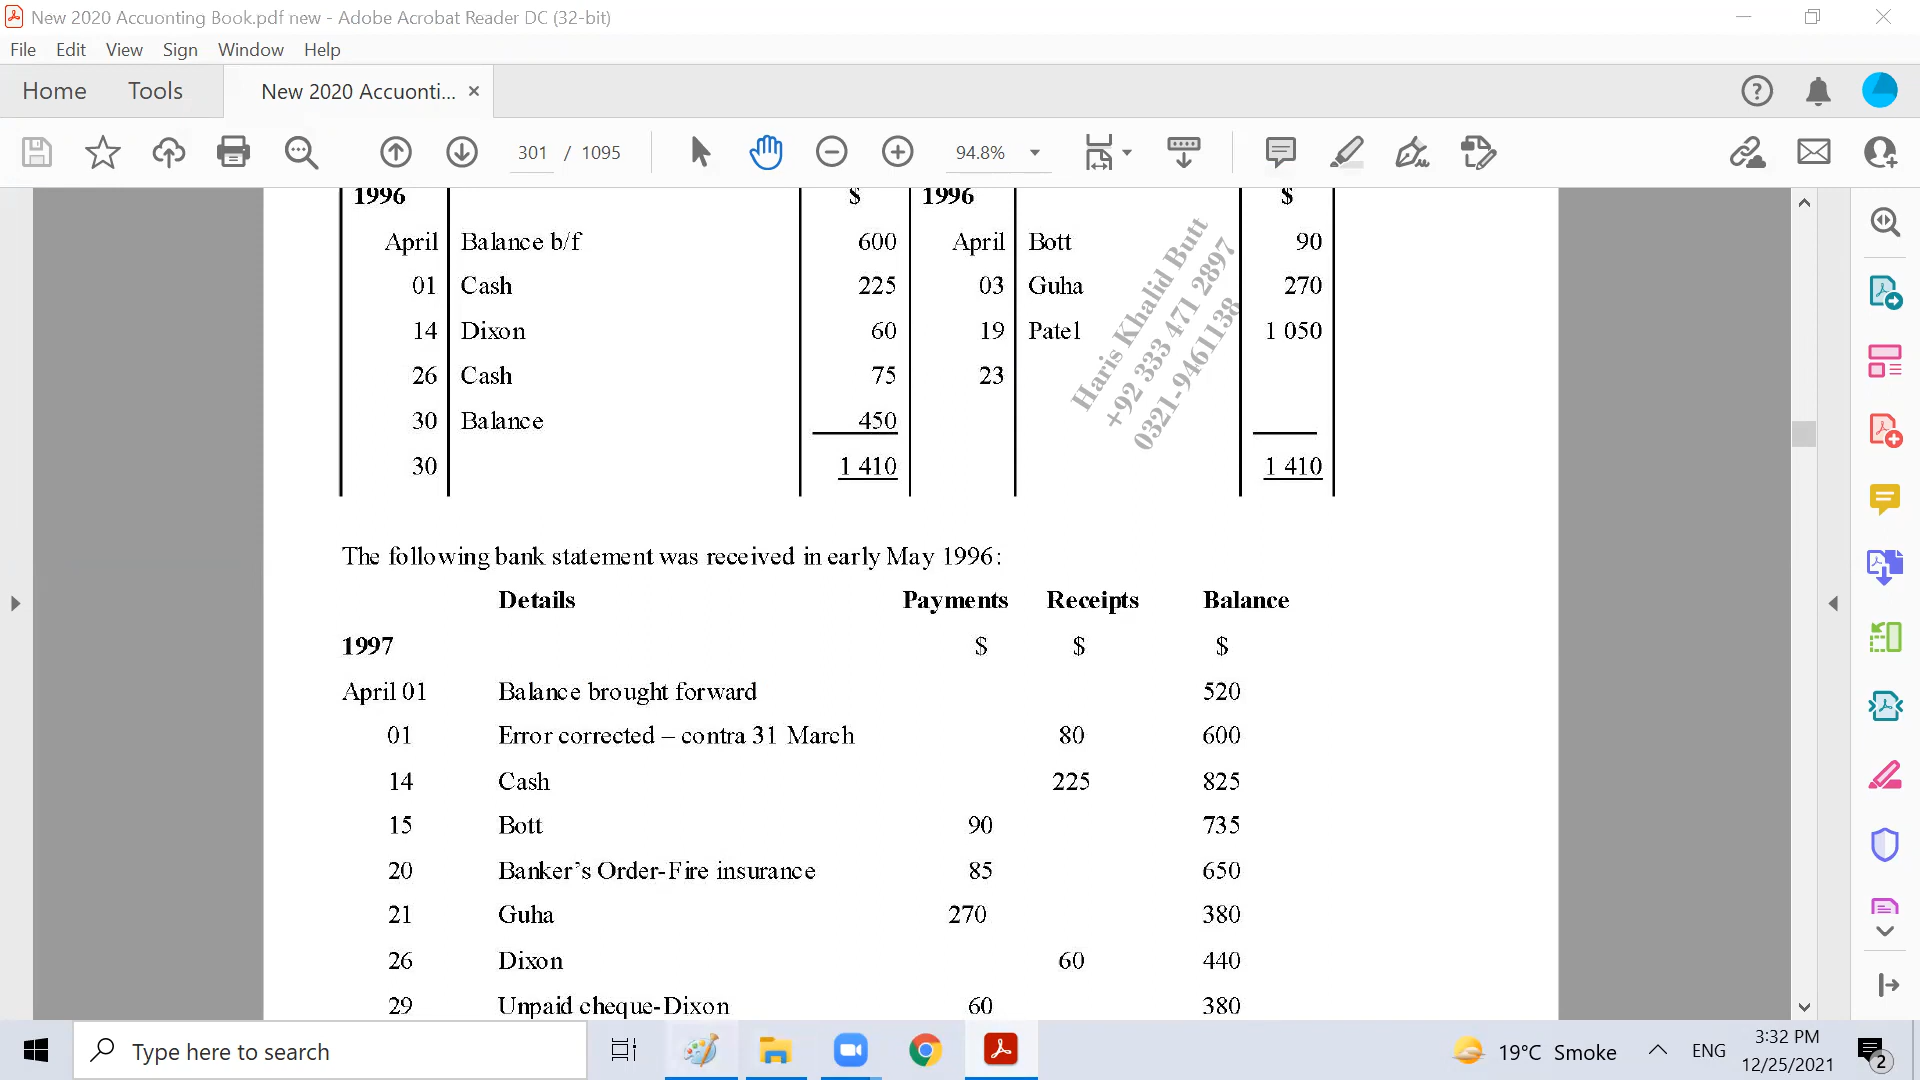 New 2020 Accuonting Book.pdf new - Adobe Acrobat Reader DC (32-bit)
File Edit View Sign Window Help
Home Tools New 2020 Accuonti... ×
301 / 1095 94.8%
1996 $ 1996 $
April Balance b/f 600 April Bott 90
01 Cash 225 03 Guha 270
14 Dixon 60 19 Patel 1 050
26 Cash 75 23
30 Balance 450
30 1 410 1 410
Haris Khalid Butt
+92 333 471 2897
0321-9461138
The following bank statement was received in early May 1996:
Details Payments Receipts Balance
1997 $ $ $
April 01 Balance brought forward 520
01 Error corrected – contra 31 March 80 600
14 Cash 225 825
15 Bott 90 735
20 Banker's Order-Fire insurance 85 650
21 Guha 270 380
26 Dixon 60 440
29 Unpaid cheque-Dixon 60 380
Type here to search
19°C Smoke ENG 3:32 PM
12/25/2021 2